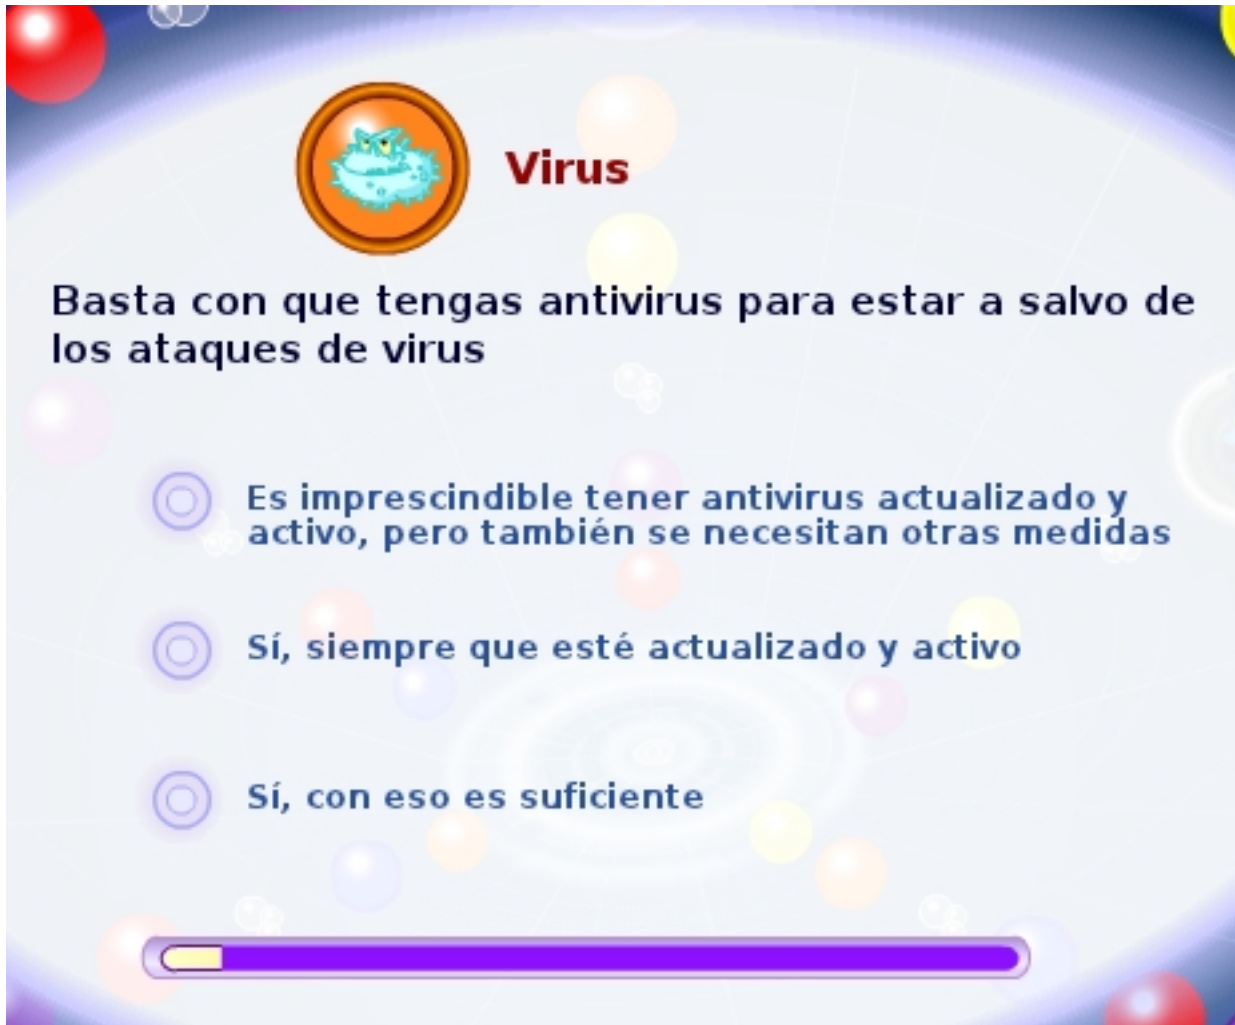 Virus
Basta con que tengas antivirus para estar a salvo de
los ataques de virus
Es imprescindible tener antivirus actualizado y
activo, pero también se necesitan otras medidas
Sí, siempre que esté actualizado y activo
Sí, con eso es suficiente